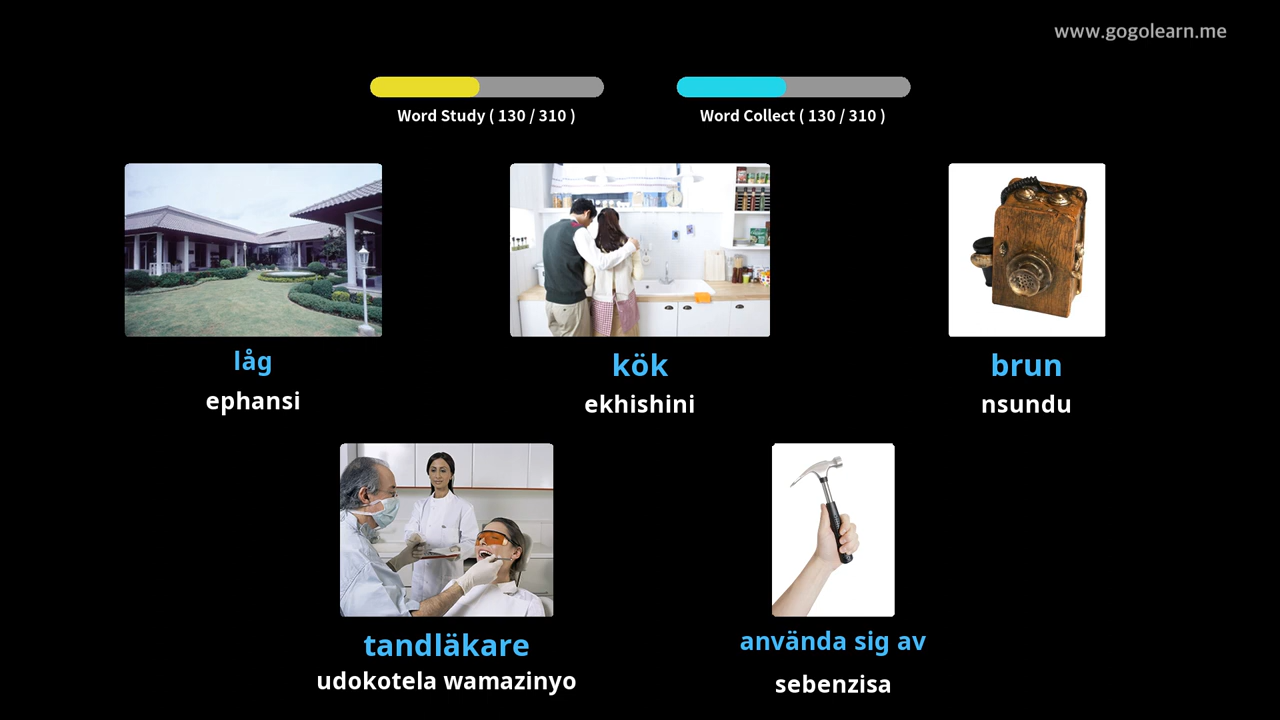 www.gogolearn.me
Word Study ( 130 / 310 )
Word Collect ( 130 / 310 )
låg
ephansi
kök
ekhishini
brun
nsundu
tandläkare
udokotela wamazinyo
använda sig av
sebenzisa